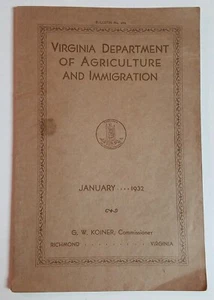 VIRGINIA DEPARTMENT
OF AGRICULTURE
AND IMMIGRATION
JANUARY ---- 1932
G. W. KOINER, Commissioner
RICHMOND . . . . . . . . . . VIRGINIA